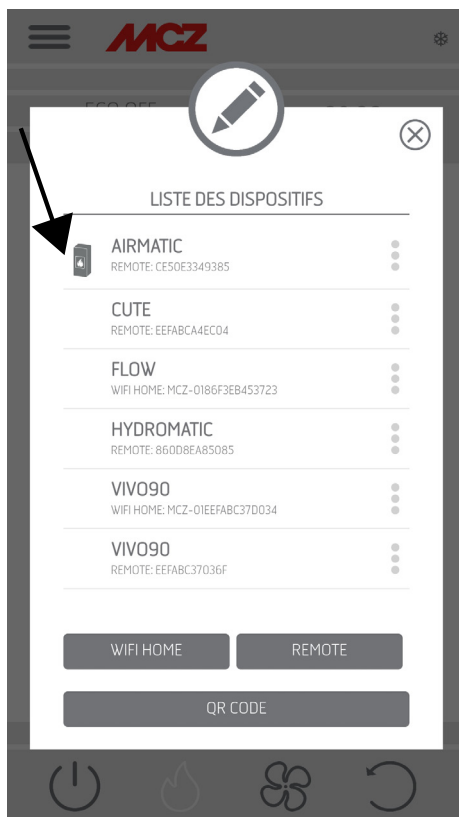 MCZ
LISTE DES DISPOSITIFS
AIRMATIC
REMOTE: CE50E3349385
CUTE
REMOTE: EEFABCA4EC04
FLOW
WIFI HOME: MCZ-0186F3EB453723
HYDROMATIC
REMOTE: 860D8EA85085
VIVO90
WIFI HOME: MCZ-01EEFABC37D034
VIVO90
REMOTE: EEFABC37036F
WIFI HOME
REMOTE
QR CODE